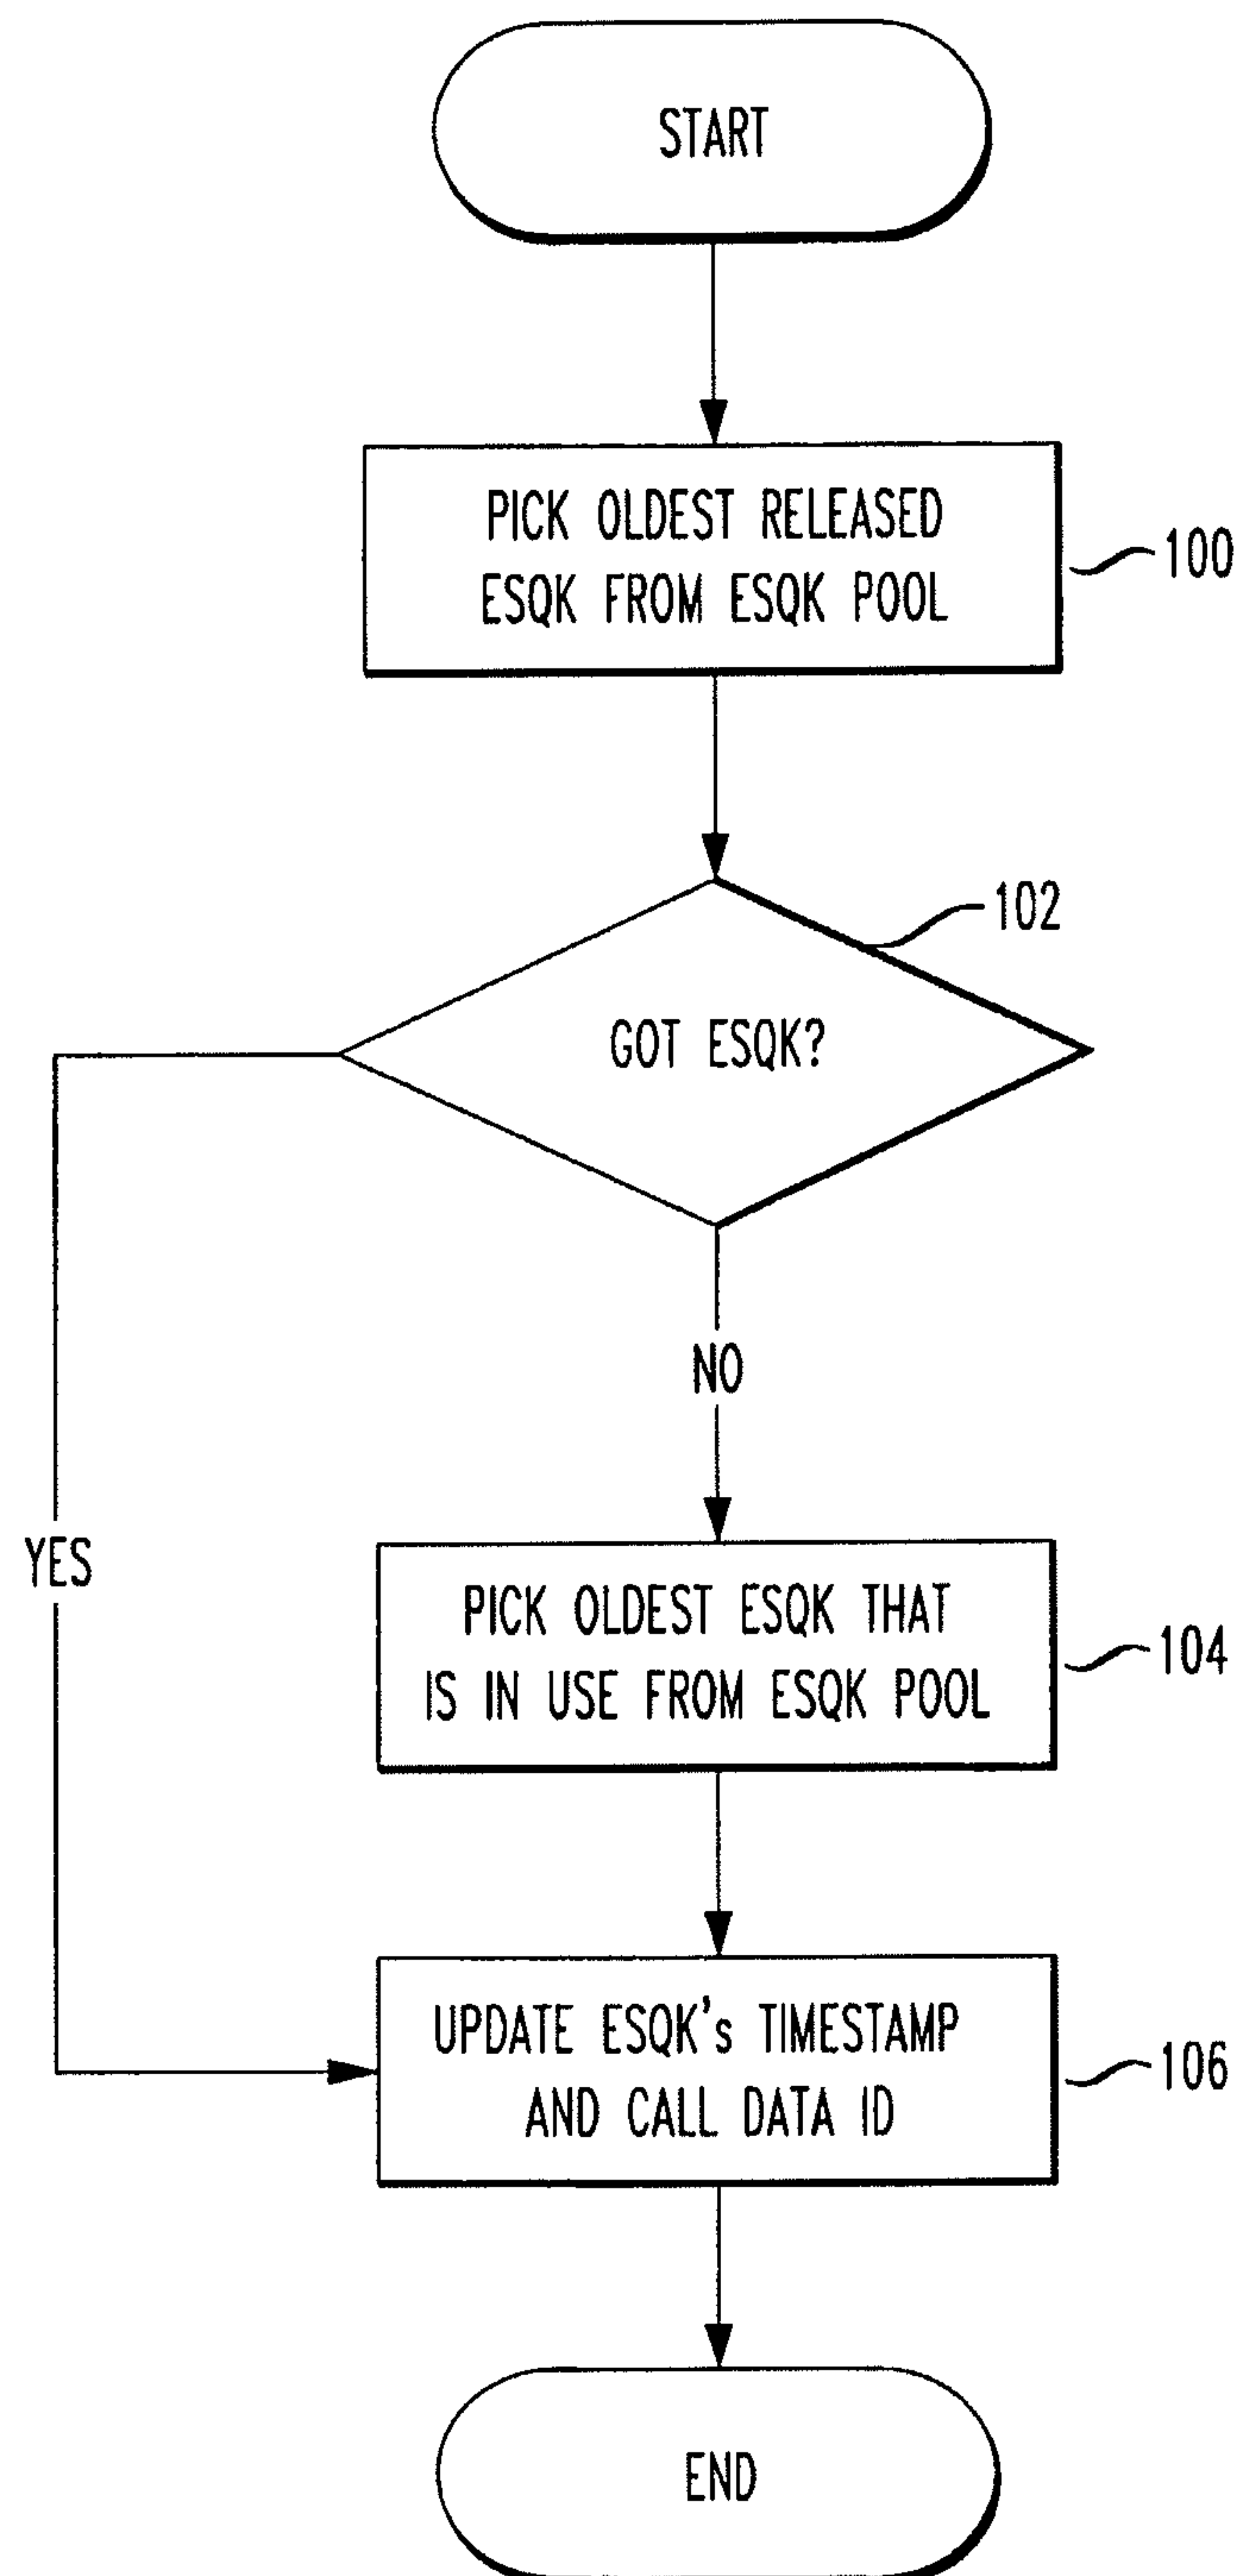 START
PICK OLDEST RELEASED
ESQK FROM ESQK POOL
100
102
GOT ESQK?
NO
YES
PICK OLDEST ESQK THAT
IS IN USE FROM ESQK POOL
104
UPDATE ESQK's TIMESTAMP
AND CALL DATA ID
106
END